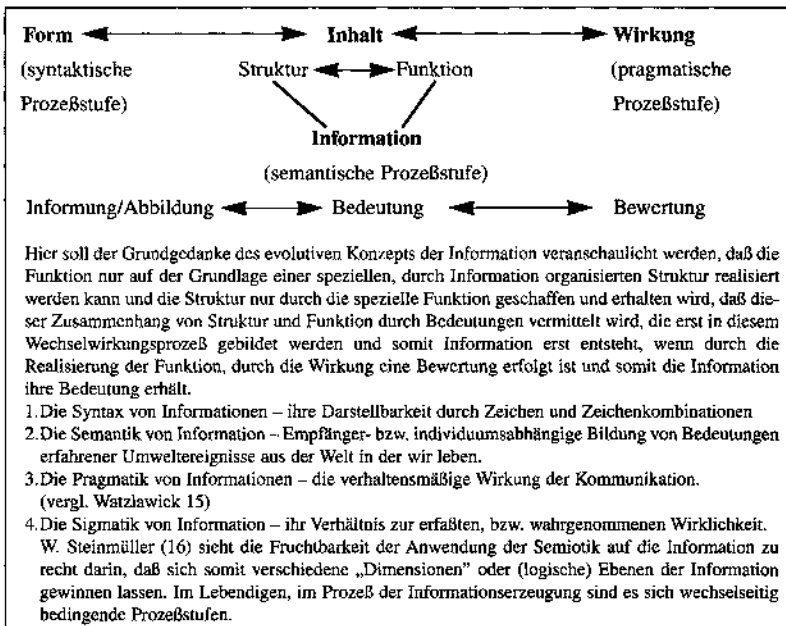 Form Inhalt Wirkung
(syntaktische Struktur Funktion (pragmatische
Prozeßstufe) Prozeßstufe)
Information
(semantische Prozeßstufe)
Informung/Abbildung Bedeutung Bewertung
Hier soll der Grundgedanke des evolutiven Konzepts der Information veranschaulicht werden, daß die
Funktion nur auf der Grundlage einer speziellen, durch Information organisierten Struktur realisiert
werden kann und die Struktur nur durch die spezielle Funktion geschaffen und erhalten wird, daß die-
ser Zusammenhang von Struktur und Funktion durch Bedeutungen vermittelt wird, die erst in diesem
Wechselwirkungsprozeß gebildet werden und somit Information erst entsteht, wenn durch die
Realisierung der Funktion, durch die Wirkung eine Bewertung erfolgt ist und somit die Information
ihre Bedeutung erhält.
1.Die Syntax von Informationen – ihre Darstellbarkeit durch Zeichen und Zeichenkombinationen
2.Die Semantik von Information – Empfänger- bzw. individuumsabhängige Bildung von Bedeutungen
erfahrener Umweltereignisse aus der Welt in der wir leben.
3.Die Pragmatik von Informationen – die verhaltensmäßige Wirkung der Kommunikation.
(vergl. Watzlawick 15)
4.Die Sigmatik von Information – ihr Verhältnis zur erfaßten, bzw. wahrgenommenen Wirklichkeit.
W. Steinmüller (16) sieht die Fruchtbarkeit der Anwendung der Semiotik auf die Information zu
recht darin, daß sich somit verschiedene „Dimensionen" oder (logische) Ebenen der Information
gewinnen lassen. Im Lebendigen, im Prozeß der Informationserzeugung sind es sich wechselseitig
bedingende Prozeßstufen.